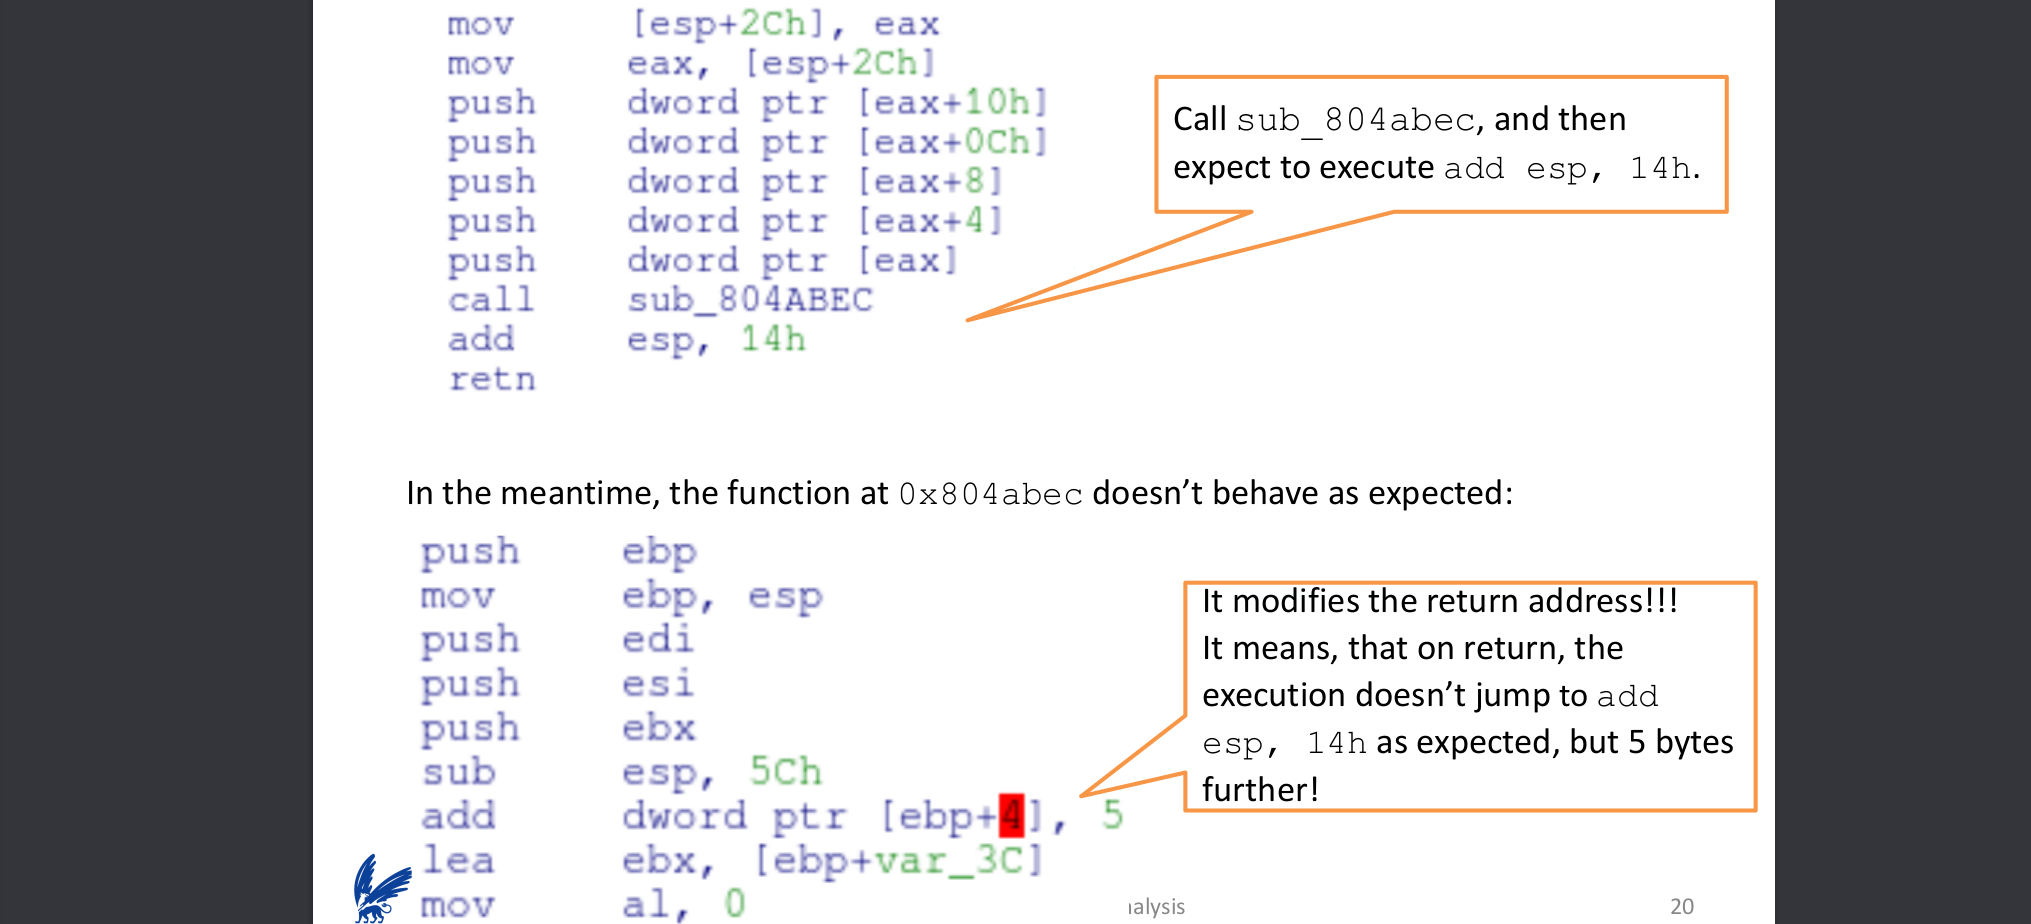 mov [esp+2Ch], eax
mov eax, [esp+2Ch]
push dword ptr [eax+10h]
push dword ptr [eax+0Ch]
push dword ptr [eax+8]
push dword ptr [eax+4]
push dword ptr [eax]
call sub_804ABEC
add esp, 14h
retn
Call sub_804abec, and then
expect to execute add esp, 14h.
In the meantime, the function at 0x804abec doesn’t behave as expected:
push ebp
mov ebp, esp
push edi
push esi
push ebx
sub esp, 5Ch
add dword ptr [ebp+4], 5
lea ebx, [ebp+var_3C]
mov al, 0
It modifies the return address!!!
It means, that on return, the
execution doesn’t jump to add
esp, 14h as expected, but 5 bytes
further!
20